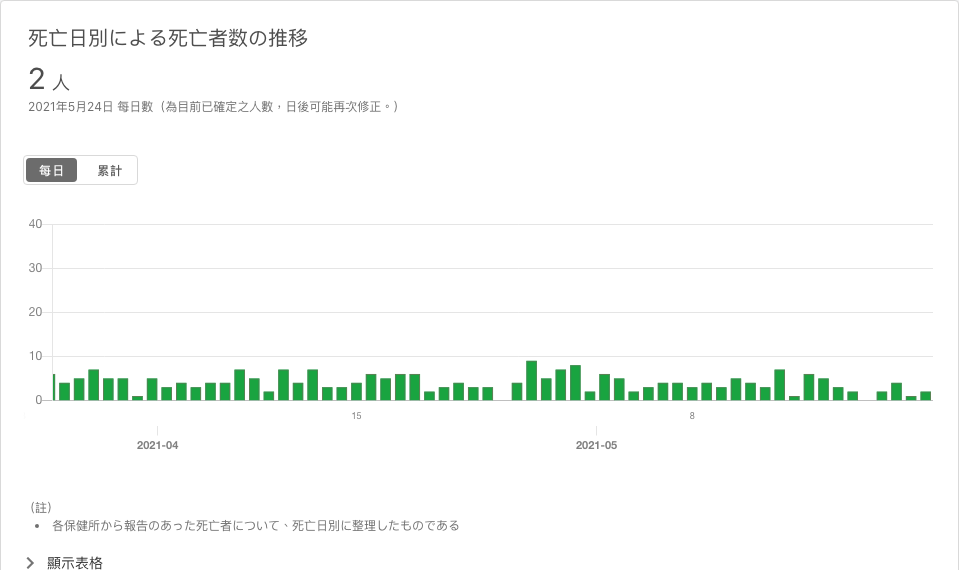 死亡日別による死亡者数の推移
2 人
2021年5月24日 每日數（為目前已確定之人數，日後可能再次修正。）
每日 累計
40
30
20
10
0
15 8
2021-04 2021-05
（註）
• 各保健所から報告のあった死亡者について、死亡日別に整理したものである
顯示表格